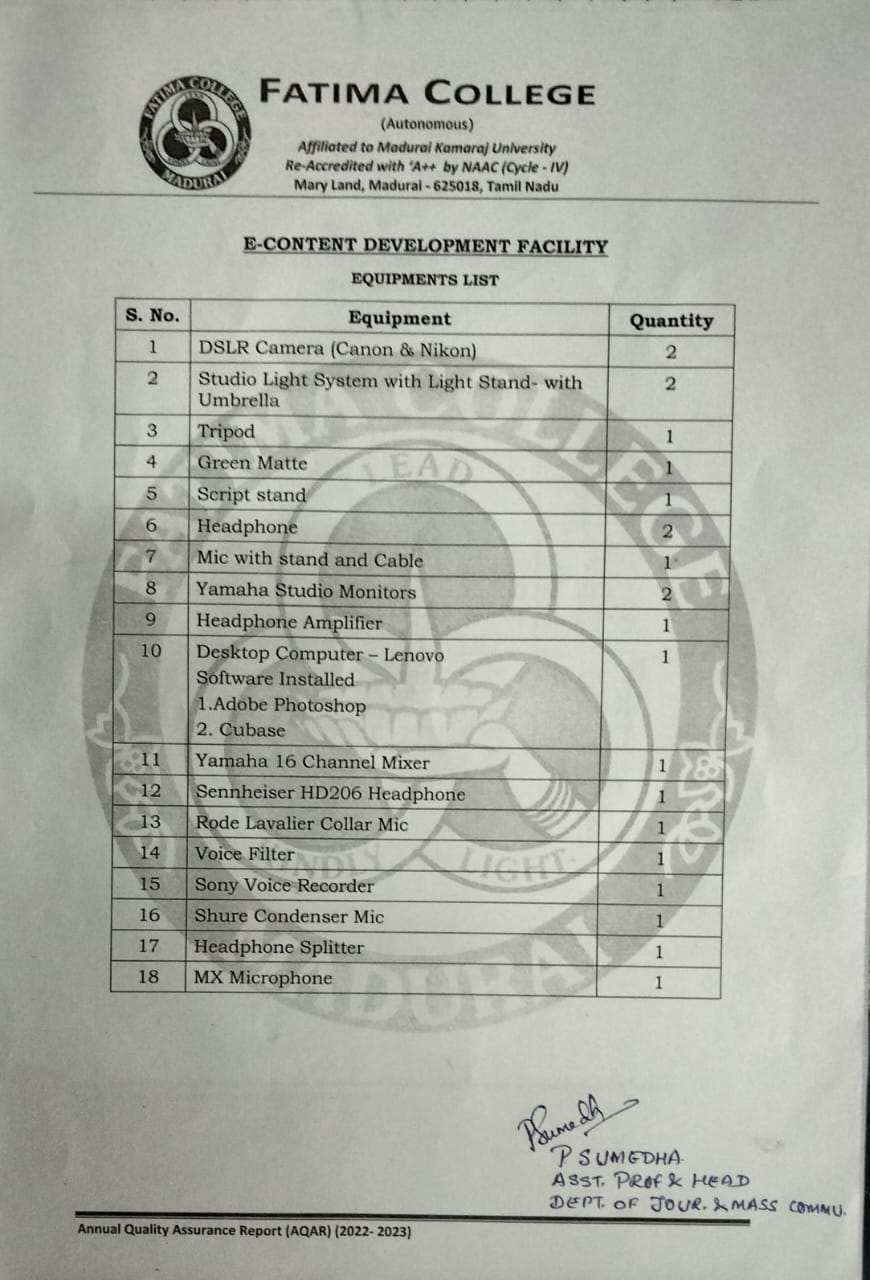 FATIMA COLLEGE
MADURAI
FATIMA COLLEGE
(Autonomous)
Affiliated to Madurai Kamaraj University
Re-Accredited with 'A++ by NAAC (Cycle - IV)
Mary Land, Madurai - 625018, Tamil Nadu
E-CONTENT DEVELOPMENT FACILITY
EQUIPMENTS LIST
S. No. Equipment Quantity
1 DSLR Camera (Canon & Nikon) 2
2 Studio Light System with Light Stand- with 2
Umbrella
3 Tripod 1
4 Green Matte 1
5 Script stand 1
6 Headphone 2
7 Mic with stand and Cable 1
8 Yamaha Studio Monitors 2
9 Headphone Amplifier 1
10 Desktop Computer – Lenovo 1
Software Installed
1.Adobe Photoshop
2. Cubase
11 Yamaha 16 Channel Mixer 1
12 Sennheiser HD206 Headphone 1
13 Rode Lavalier Collar Mic 1
14 Voice Filter 1
15 Sony Voice Recorder 1
16 Shure Condenser Mic 1
17 Headphone Splitter 1
18 MX Microphone 1
LEAD
LIGHT
MADURAI
PSumedha
P SUMEDHA
ASST. PROF & HEAD
DEPT. OF JOUR. & MASS COMMU.
Annual Quality Assurance Report (AQAR) (2022- 2023)